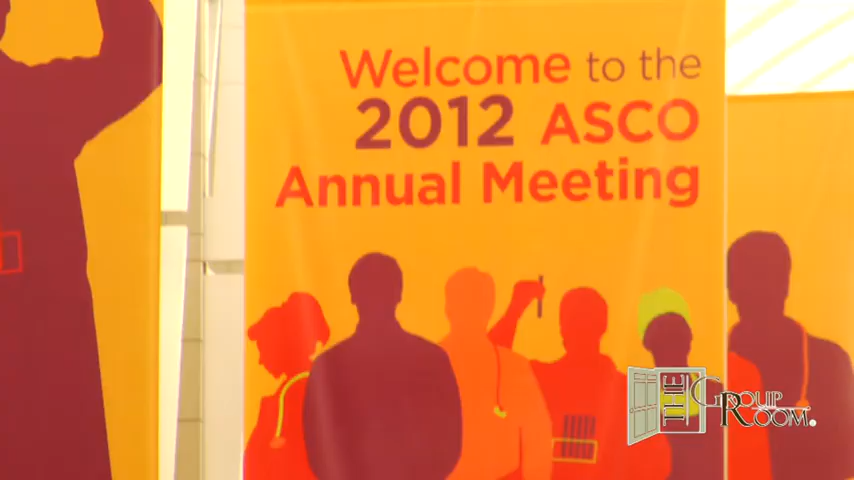 Welcome to the
2012 ASCO
Annual Meeting
THE
GROUP
ROOM.